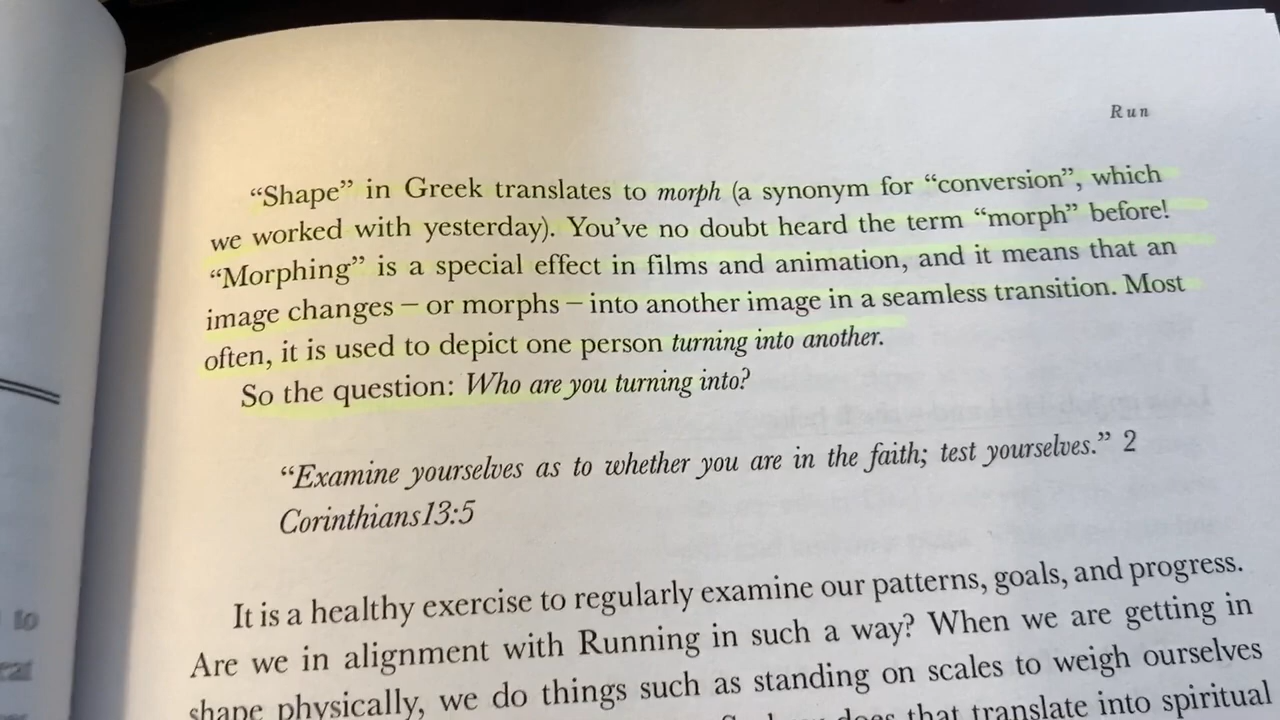 Run
“Shape” in Greek translates to morph (a synonym for “conversion”, which
we worked with yesterday). You’ve no doubt heard the term “morph” before!
“Morphing” is a special effect in films and animation, and it means that an
image changes – or morphs – into another image in a seamless transition. Most
often, it is used to depict one person turning into another.
So the question: Who are you turning into?
“Examine yourselves as to whether you are in the faith; test yourselves.” 2
Corinthians13:5
It is a healthy exercise to regularly examine our patterns, goals, and progress.
Are we in alignment with Running in such a way? When we are getting in
shape physically, we do things such as standing on scales to weigh ourselves
does that translate into spiritual
to